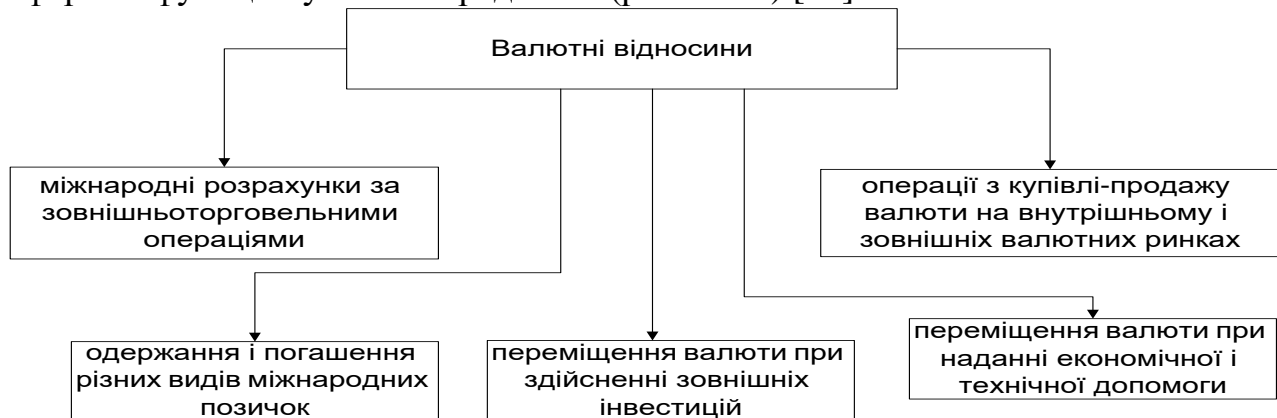 Валютні відносини
міжнародні розрахунки за
зовнішньоторговельними
операціями
операції з купівлі-продажу
валюти на внутрішньому і
зовнішніх валютних ринках
одержання і погашення
різних видів міжнародних
позичок
переміщення валюти при
здійсненні зовнішніх
інвестицій
переміщення валюти при
наданні економічної і
технічної допомоги